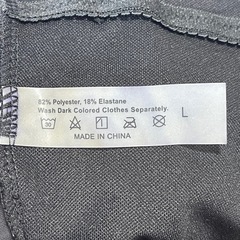 82% Polyester, 18% Elastane
Wash Dark Colored Clothes Separately.
30
L
MADE IN CHINA